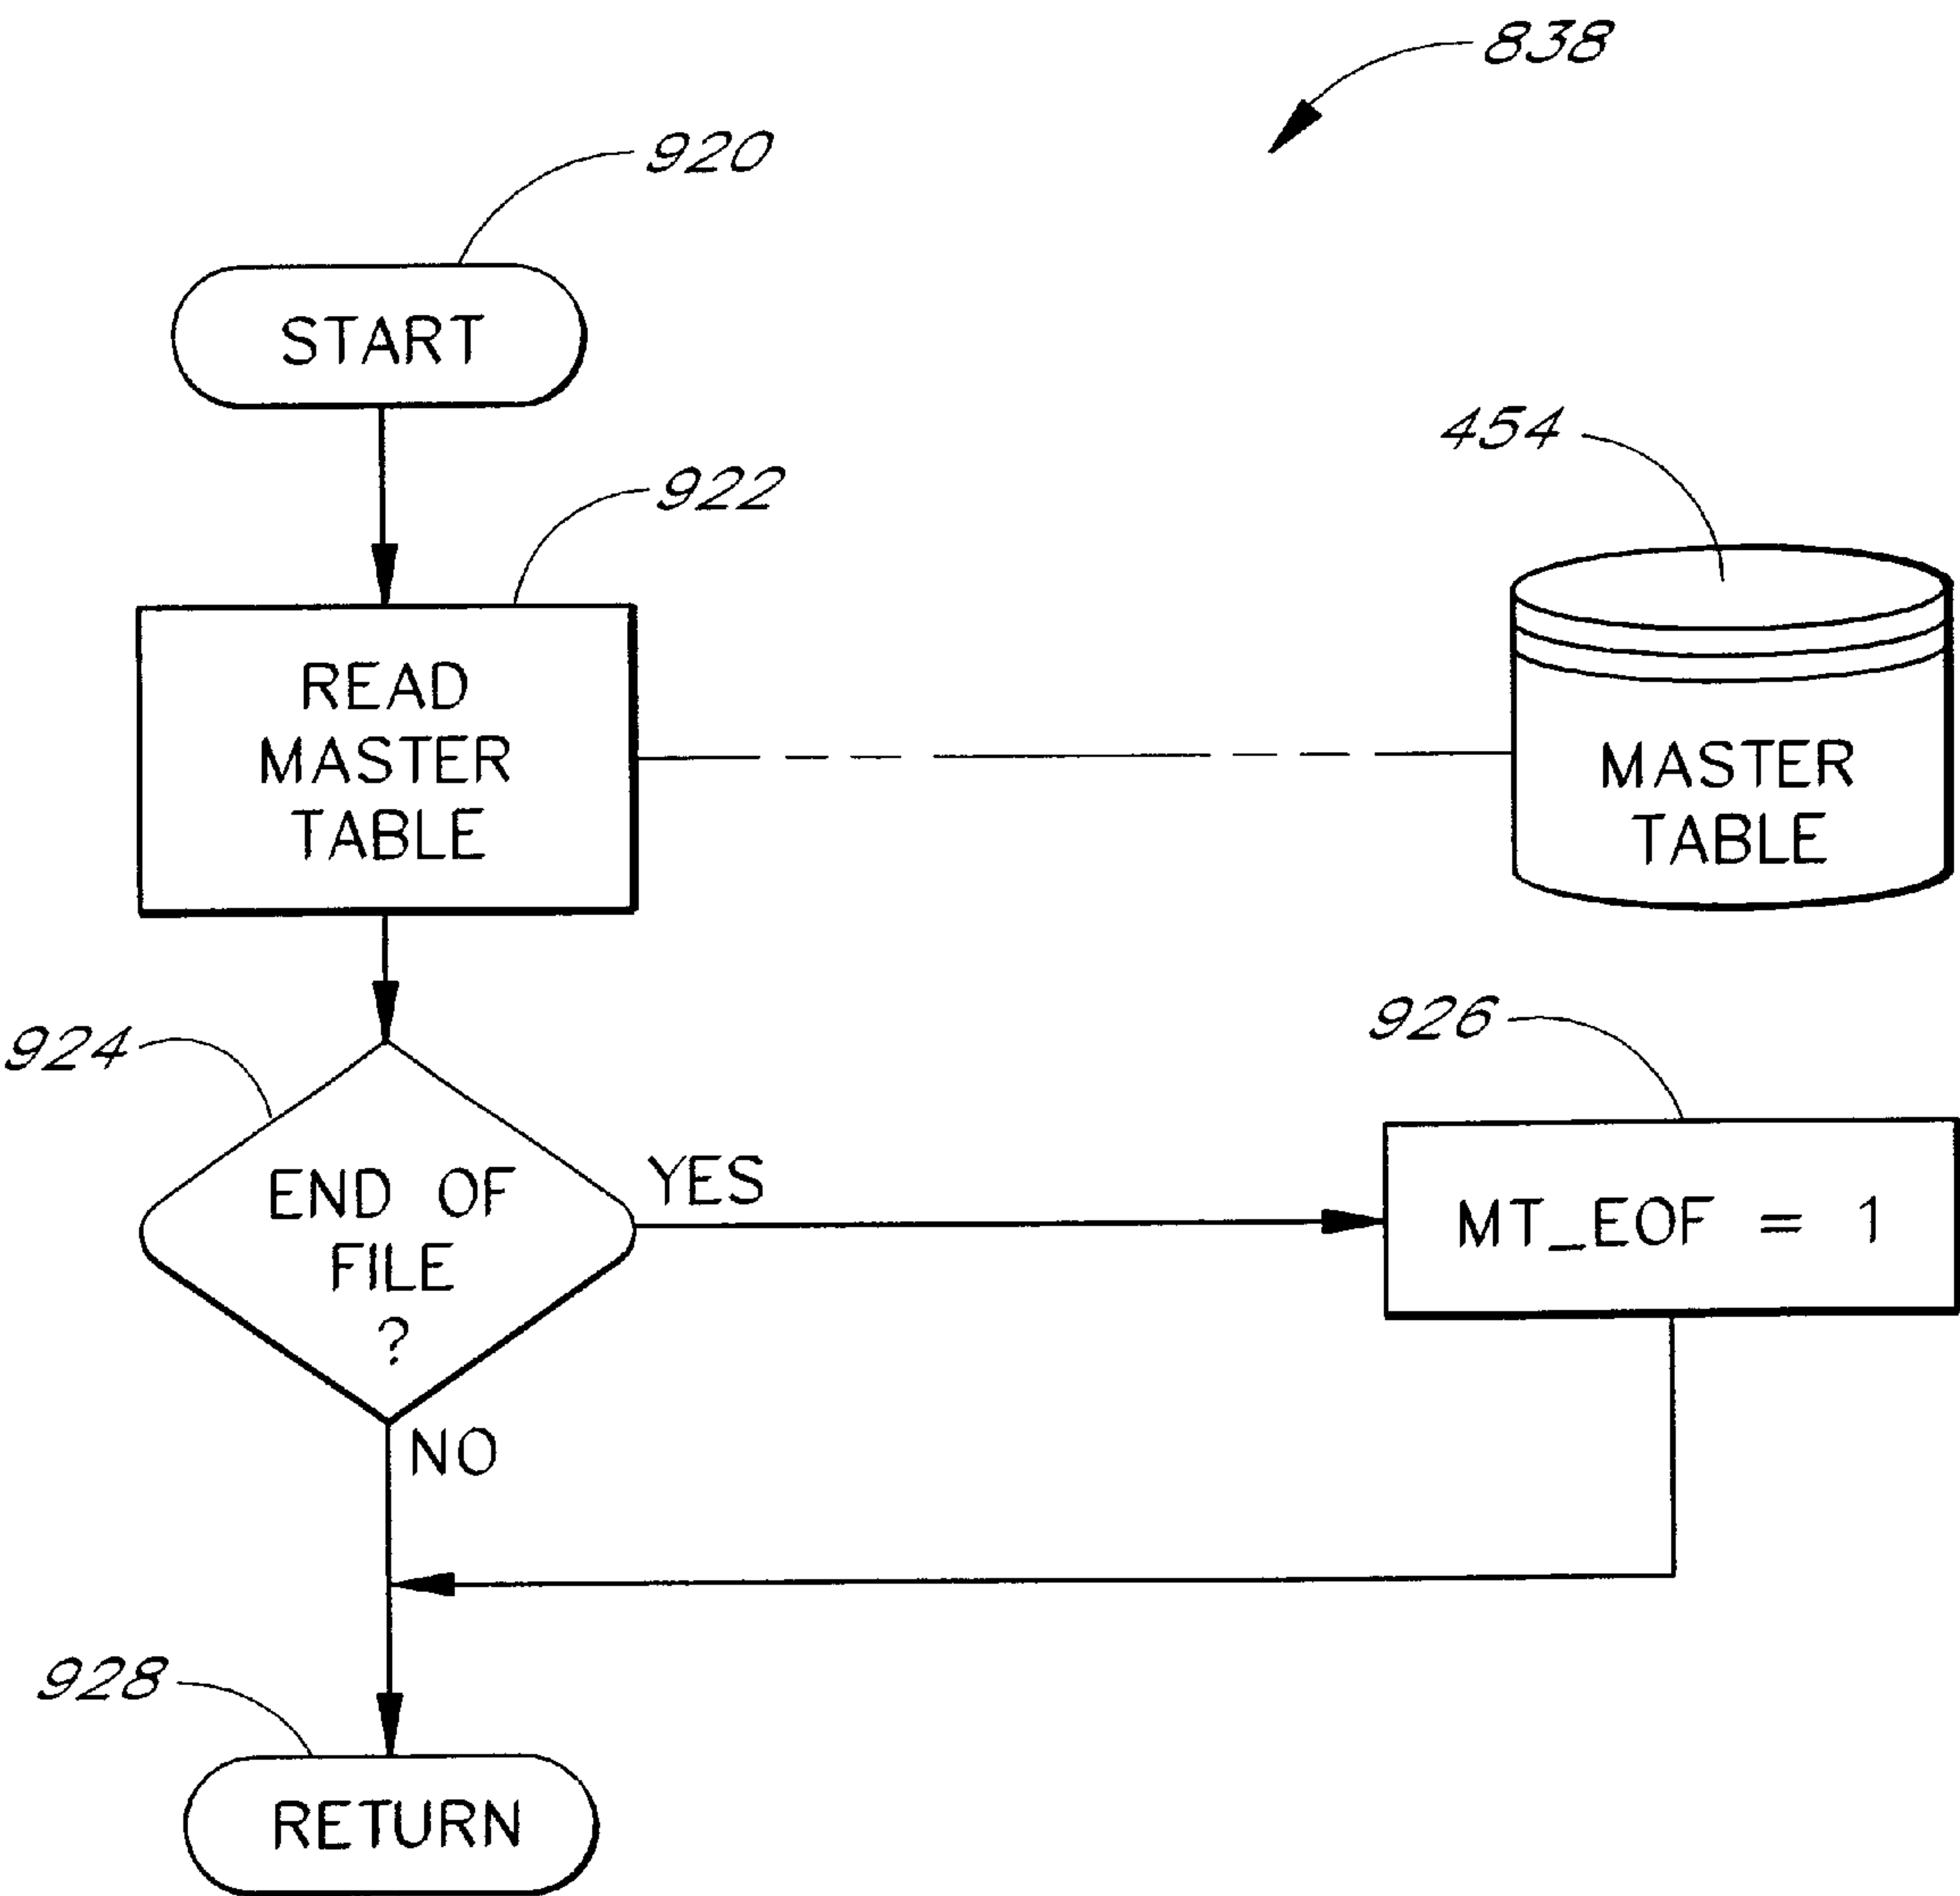 838
920
START
922
454
READ
MASTER
TABLE
MASTER
TABLE
924
926
END OF
FILE
?
YES
MT_EOF = 1
NO
928
RETURN